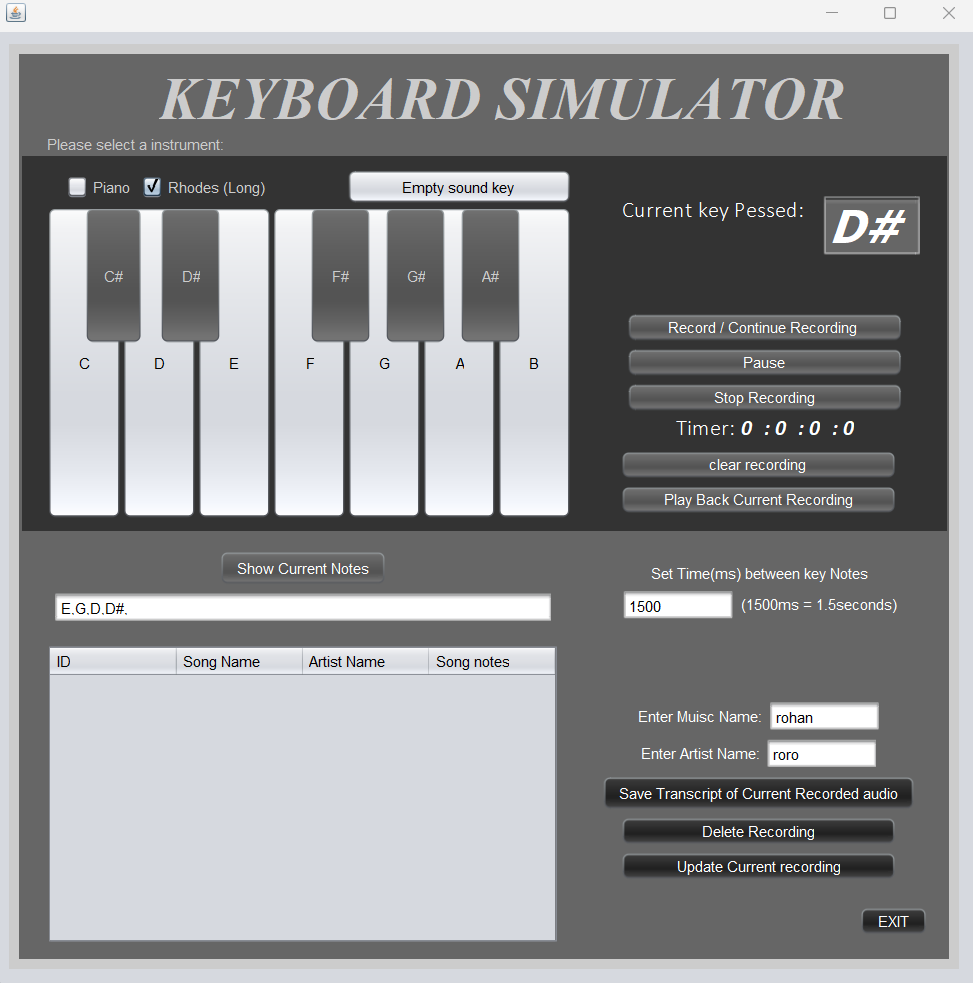 KEYBOARD SIMULATOR
Please select a instrument:
Piano
Rhodes (Long)
Empty sound key
C#
D#
F#
G#
A#
C
D
E
F
G
A
B
Current key Pessed:
D#
Record / Continue Recording
Pause
Stop Recording
Timer: 0 :0 :0 :0
clear recording
Play Back Current Recording
Show Current Notes
E,G,D,D#,
Set Time(ms) between key Notes
1500
(1500ms = 1.5seconds)
ID
Song Name
Artist Name
Song notes
Enter Muisc Name:
rohan
Enter Artist Name:
roro
Save Transcript of Current Recorded audio
Delete Recording
Update Current recording
EXIT